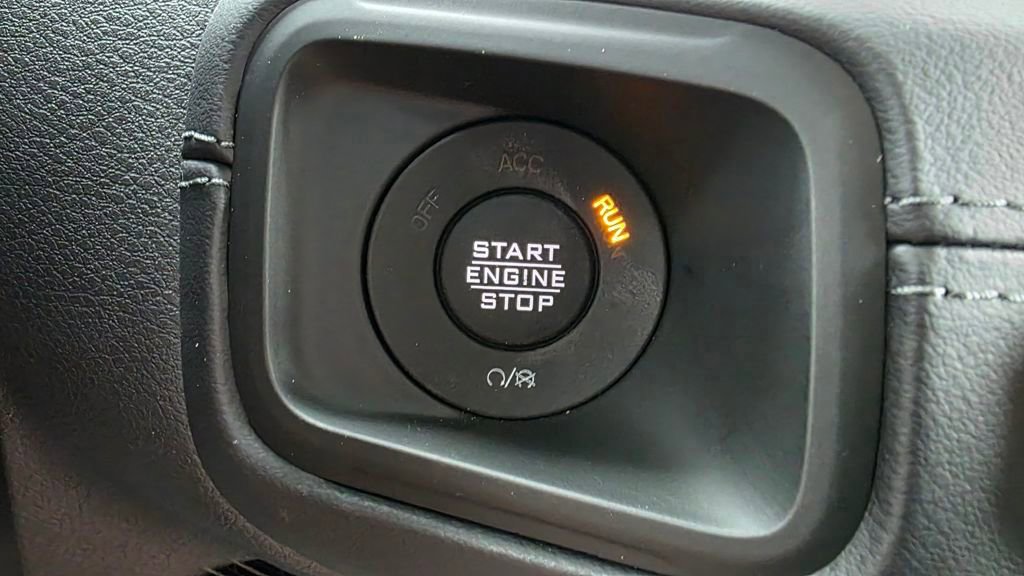 ACC
OFF
RUN
START
ENGINE
STOP